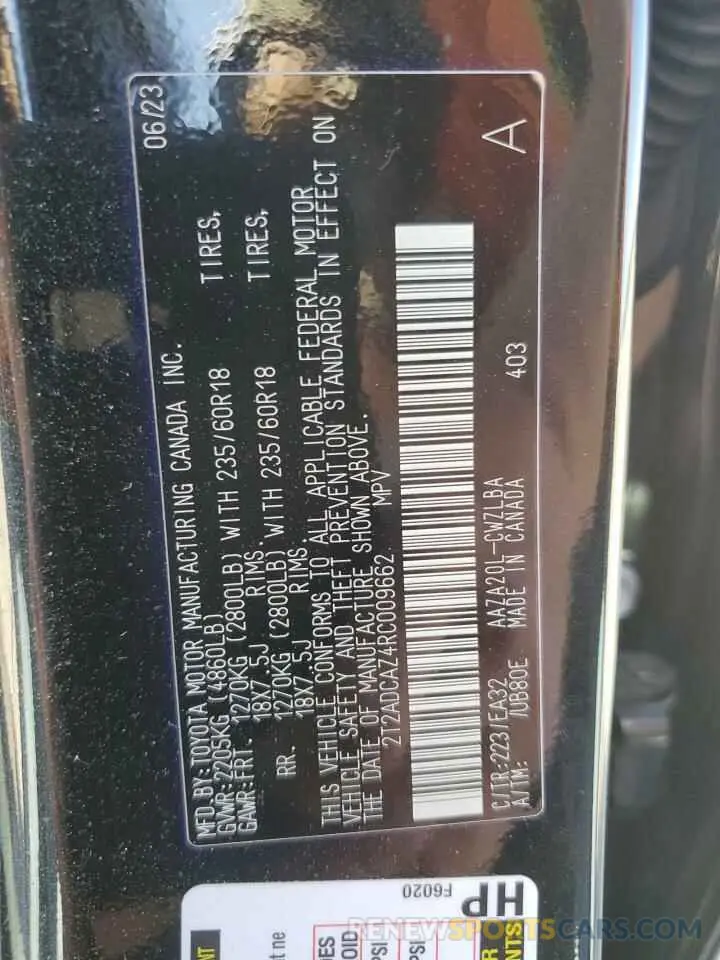 MFD.BY:TOYOTA MOTOR MANUFACTURING CANADA INC. 06/23
GVWR:2205KG (4860LB)
GAWR:FRT. 1270KG (2800LB) WITH 235/60R18 TIRES,
18X7.5J RIMS,
RR. 1270KG (2800LB) WITH 235/60R18 TIRES,
18X7.5J RIMS,
THIS VEHICLE CONFORMS TO ALL APPLICABLE FEDERAL MOTOR
VEHICLE SAFETY AND THEFT PREVENTION STANDARDS IN EFFECT ON
THE DATE OF MANUFACTURE SHOWN ABOVE.
2T2ADCAZ4RC009662 MPV
C/TR:223/EA32 AAZA20L-CWZLBA 403 A
A/TM: /UB80E MADE IN CANADA
F6020
HP
PSI
PSI
RENEWSPORTSCARS.COM